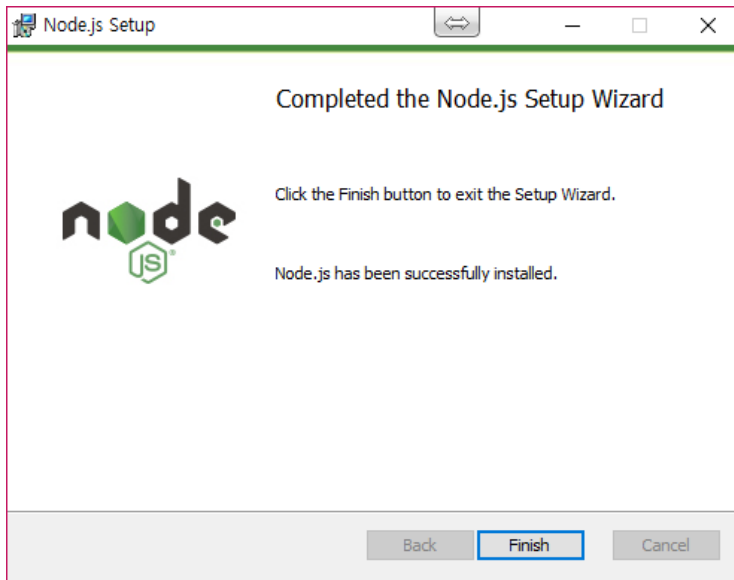 Node.js Setup
Completed the Node.js Setup Wizard
Click the Finish button to exit the Setup Wizard.
node
JS
Node.js has been successfully installed.
Back Finish Cancel